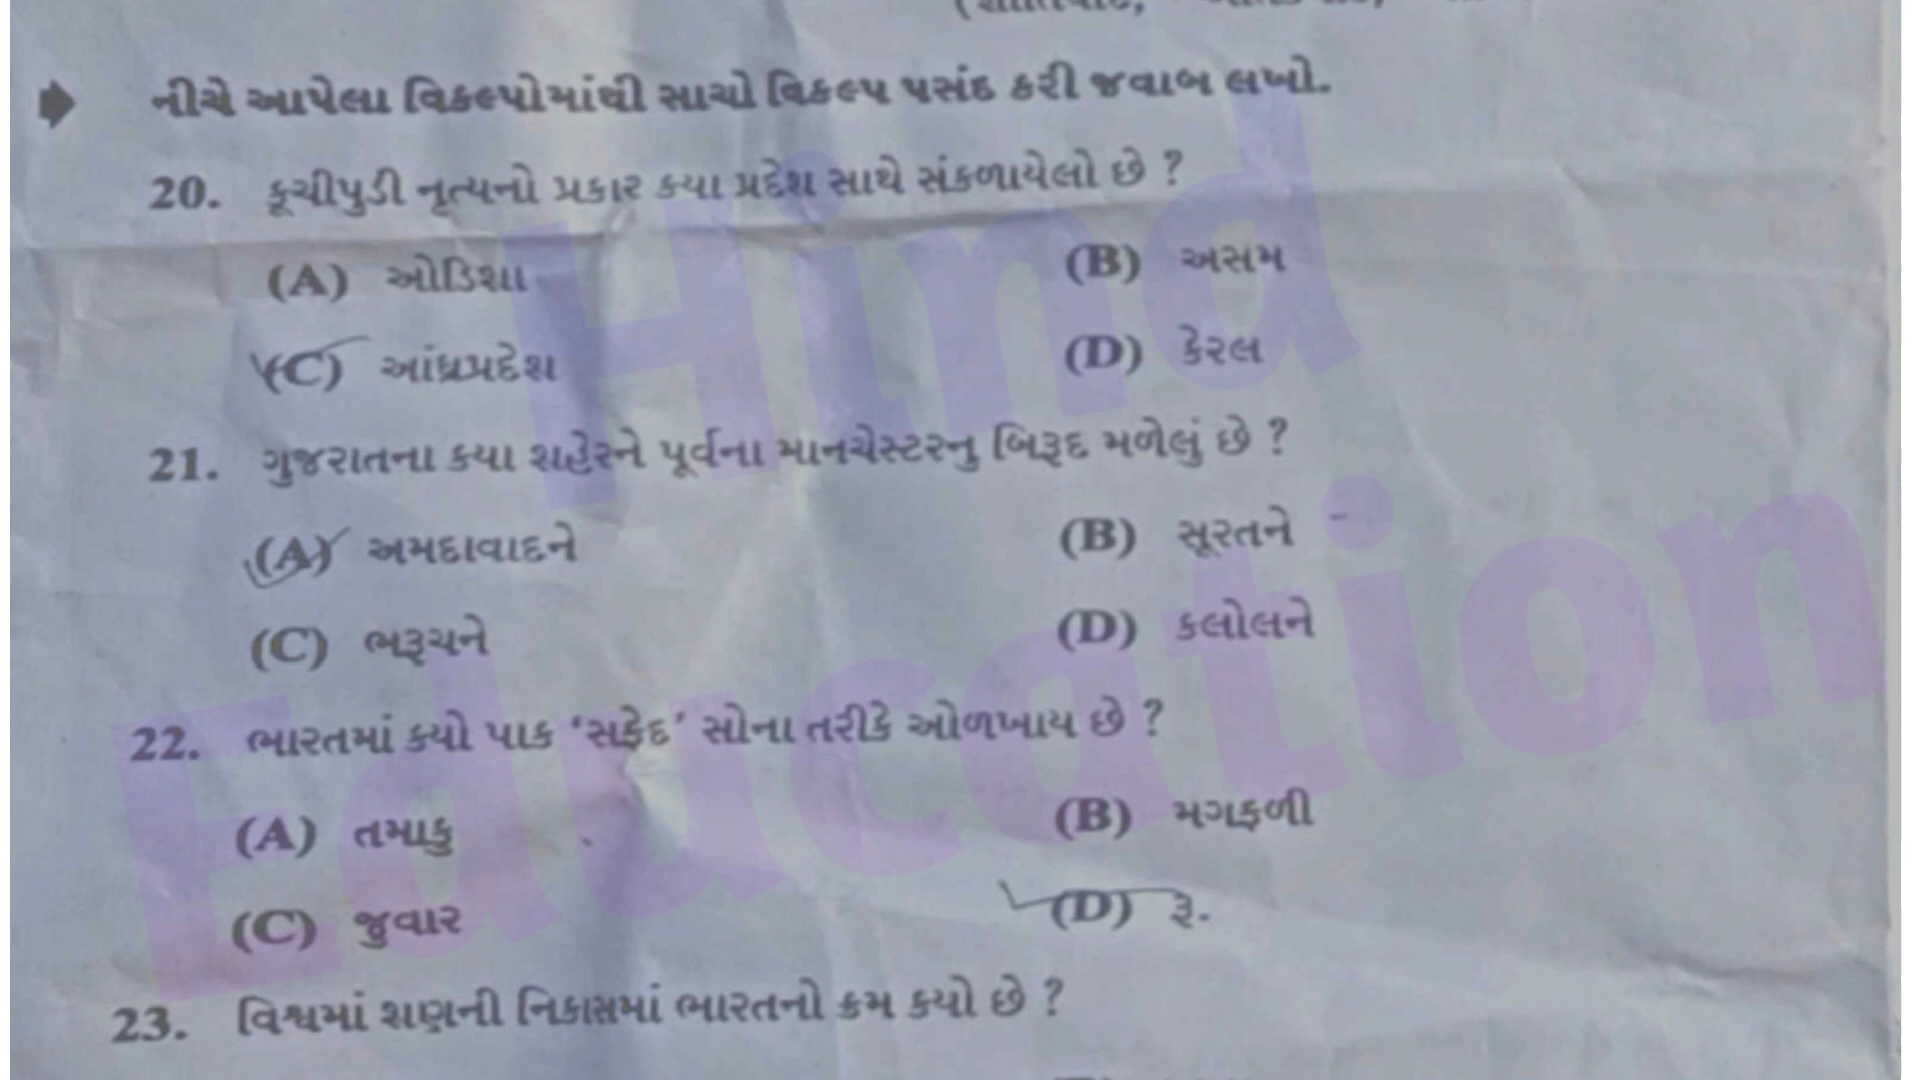 નીચે આપેલા વિકલ્પોમાંથી સાચો વિકલ્પ પસંદ કરી જવાબ લખો.
20. કૂચીપુડી નૃત્યનો પ્રકાર ક્યા પ્રદેશ સાથે સંકળાયેલો છે ?
(A) ઓડિશા (B) અસમ
(C) આંધ્રપ્રદેશ (D) કેરલ
21. ગુજરાતના ક્યા શહેરને પૂર્વના માનચેસ્ટરનુ બિરૂદ મળેલું છે ?
(A) અમદાવાદને (B) સૂરતને
(C) ભરૂચને (D) કલોલને
22. ભારતમાં ક્યો પાક ‘સફેદ’ સોના તરીકે ઓળખાય છે ?
(A) તમાકુ (B) મગફળી
(C) જુવાર (D) રૂ.
23. વિશ્વમાં શણની નિકાસમાં ભારતનો ક્રમ કયો છે ?
Hind
Education